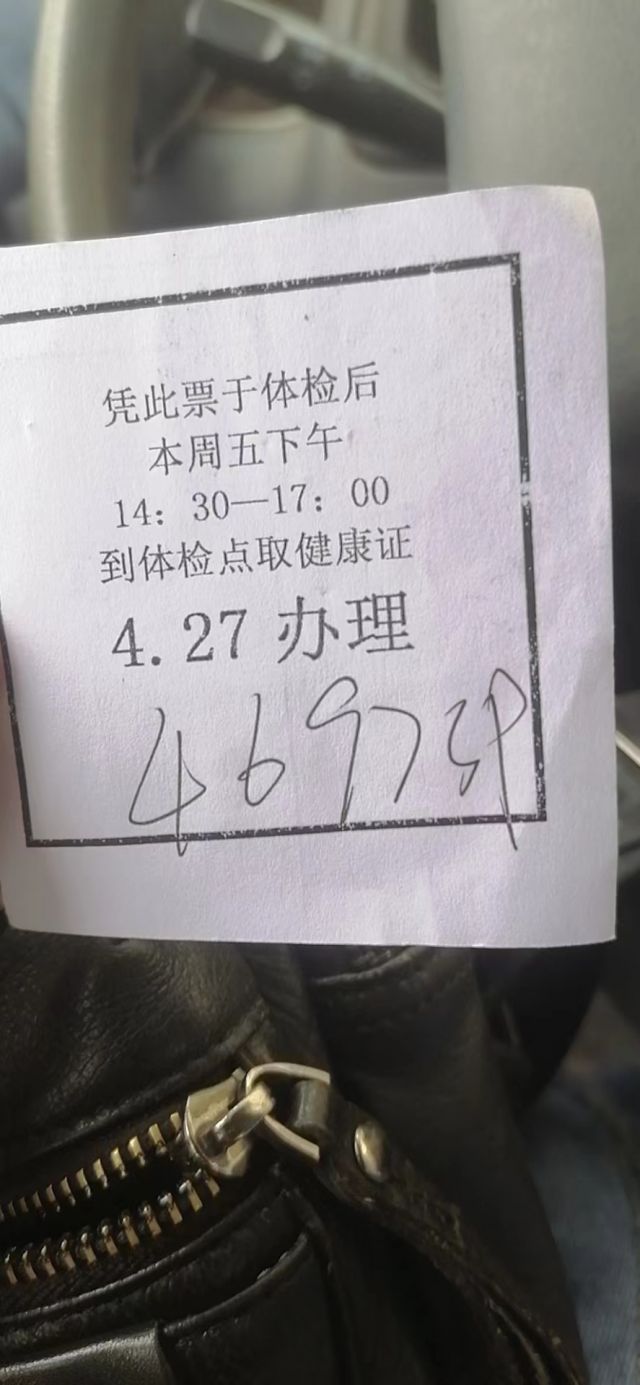 凭此票于体检后
本周五下午
14：30—17：00
到体检点取健康证
4.27 办理
4697